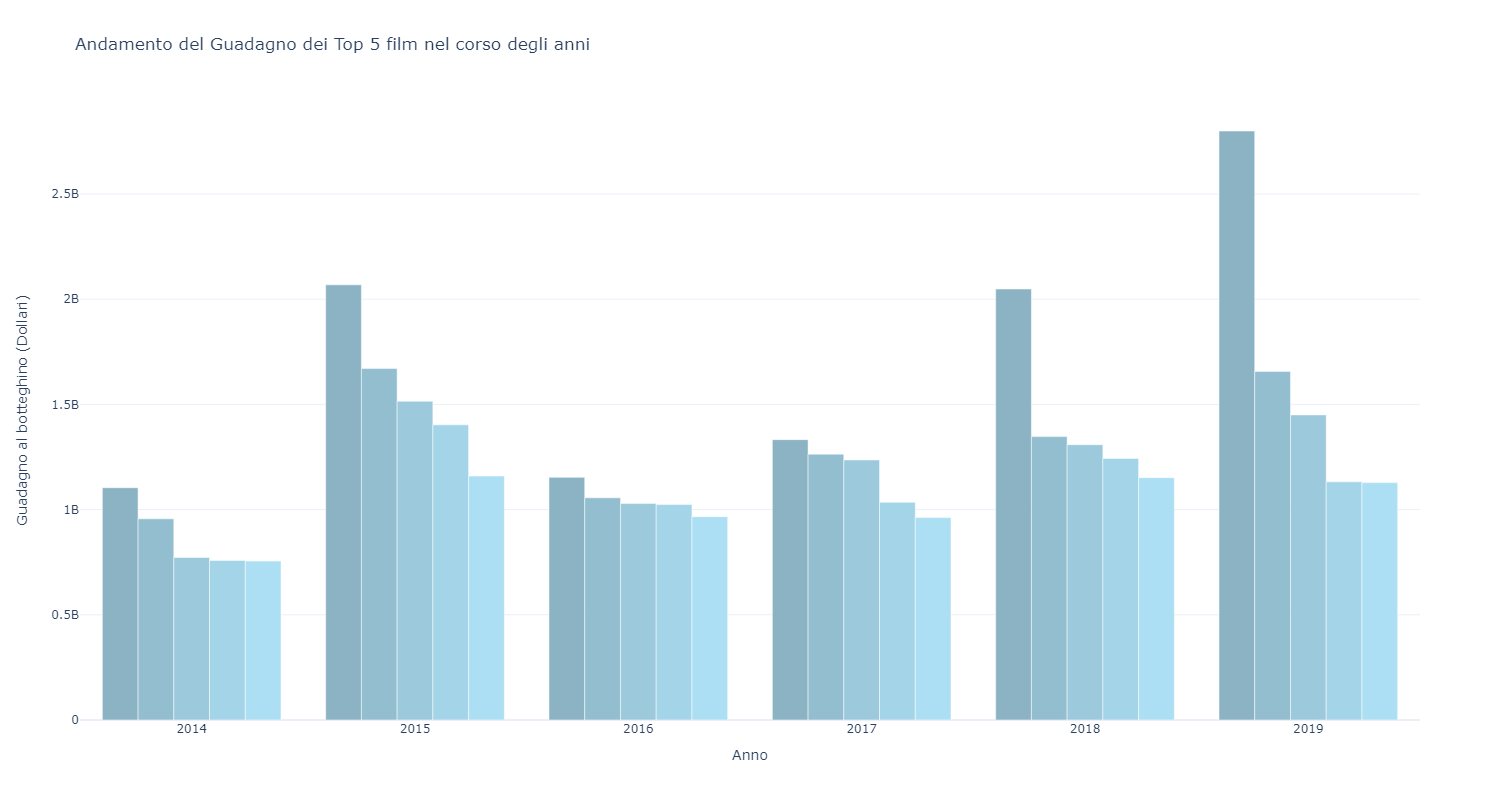 Andamento del Guadagno dei Top 5 film nel corso degli anni
Guadagno al botteghino (Dollari)
2.5B
2B
1.5B
1B
0.5B
0
2014
2015
2016
2017
2018
2019
Anno